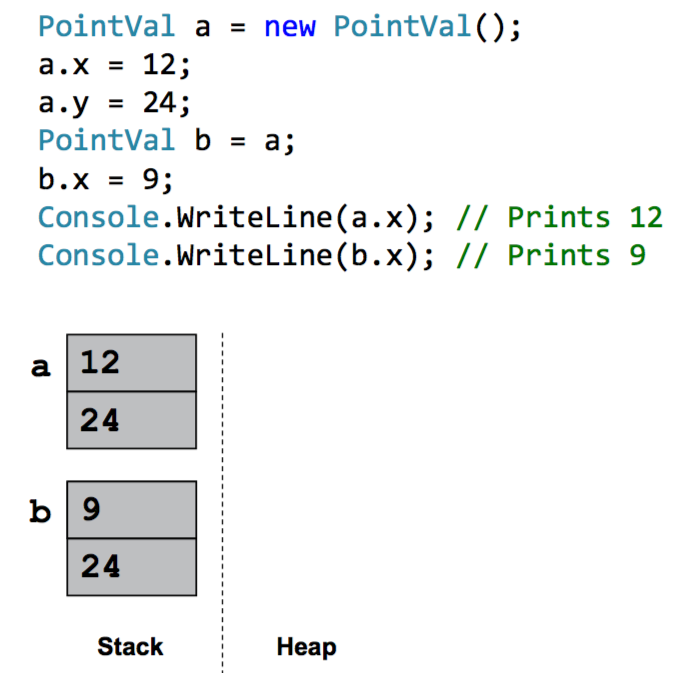 PointVal a = new PointVal();
a.x = 12;
a.y = 24;
PointVal b = a;
b.x = 9;
Console.WriteLine(a.x); // Prints 12
Console.WriteLine(b.x); // Prints 9
a 12
24
b 9
24
Stack Heap